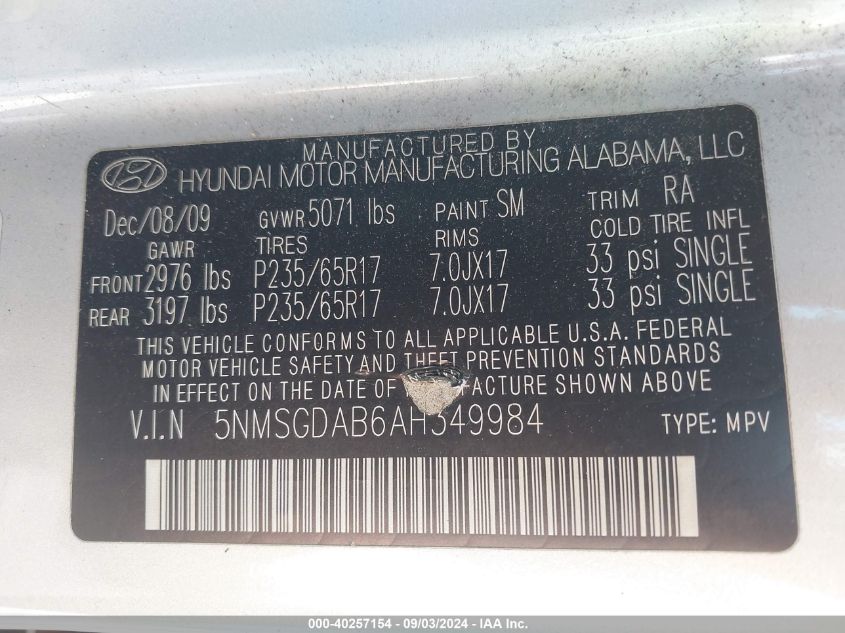 MANUFACTURED BY
HYUNDAI MOTOR MANUFACTURING ALABAMA, LLC
Dec/08/09 GVWR 5071 lbs PAINT SM TRIM RA
GAWR TIRES RIMS COLD TIRE INFL
FRONT 2976 lbs P235/65R17 7.0JX17 33 psi SINGLE
REAR 3197 lbs P235/65R17 7.0JX17 33 psi SINGLE
THIS VEHICLE CONFORMS TO ALL APPLICABLE U.S.A. FEDERAL
MOTOR VEHICLE SAFETY AND THEFT PREVENTION STANDARDS
IN EFFECT ON THE DATE OF MANUFACTURE SHOWN ABOVE.
V.I.N 5NMSGDAB6AH349984 TYPE: MPV
000-40257154 - 09/03/2024 - IAA Inc.